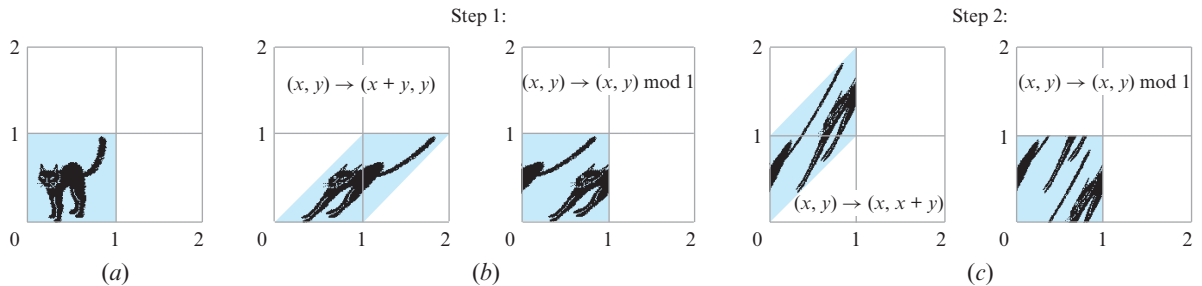 Step 1:
Step 2:
2
1
0
1
2
(a)
2
(x, y) → (x + y, y)
1
0
1
2
2
(x, y) → (x, y) mod 1
1
0
1
2
(b)
2
1
(x, y) → (x, x + y)
0
1
2
2
(x, y) → (x, y) mod 1
1
0
1
2
(c)